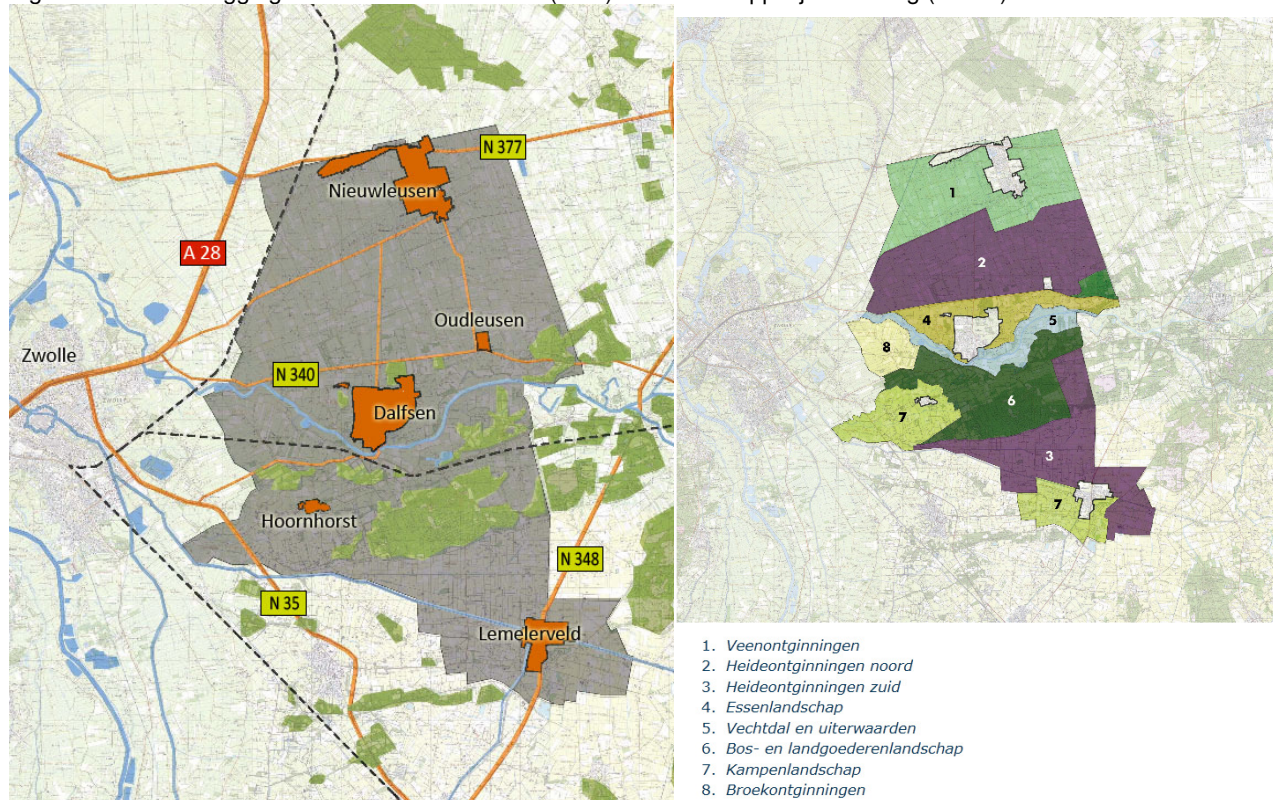 N 377
Nieuwleusen
A 28
Oudleusen
Zwolle
N 340
Dalfsen
Hoornhorst
N 348
N 35
Lemelerveld
1
2
4
5
8
6
7
3
7
1. Veenontginningen
2. Heideontginningen noord
3. Heideontginningen zuid
4. Essenlandschap
5. Vechtdal en uiterwaarden
6. Bos- en landgoederenlandschap
7. Kampenlandschap
8. Broekontginningen